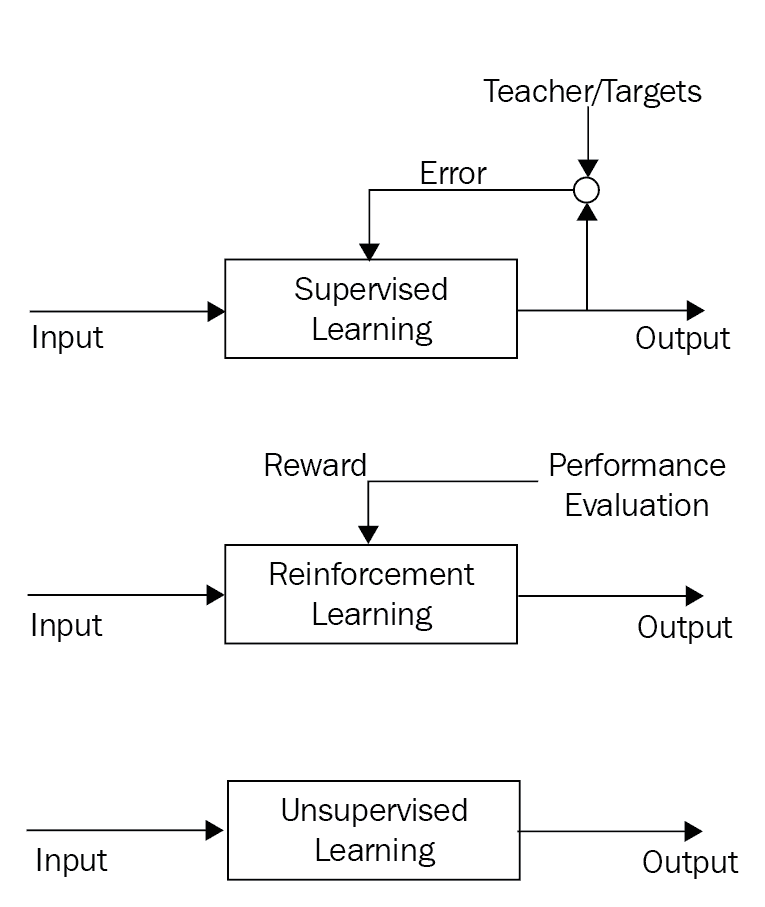 Teacher/Targets
Error
Supervised
Learning
Input
Output
Reward
Performance
Evaluation
Reinforcement
Learning
Input
Output
Unsupervised
Learning
Input
Output